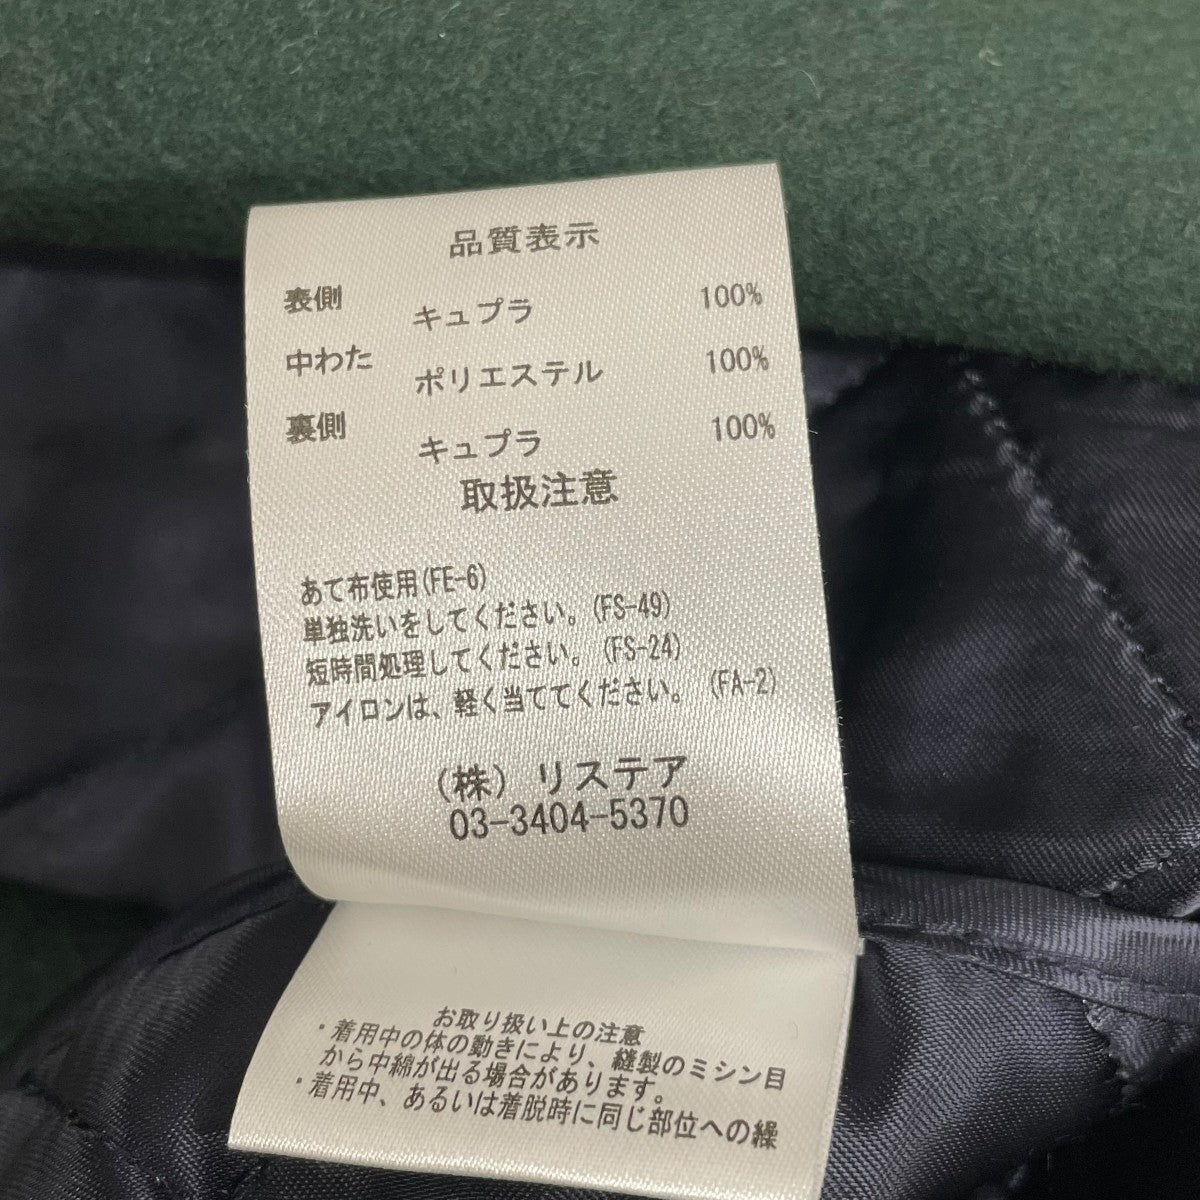 品質表示
表側 キュプラ 100%
中わた ポリエステル 100%
裏側 キュプラ 100%
取扱注意
あて布使用(FE-6)
単独洗いをしてください。(FS-49)
短時間処理してください。(FS-24)
アイロンは、軽く当ててください。(FA-2)
(株) リステア
03-3404-5370
お取り扱い上の注意
・着用中の体の動きにより、縫製のミシン目
から中綿が出る場合があります。
・着用中、あるいは着脱時に同じ部位への繰